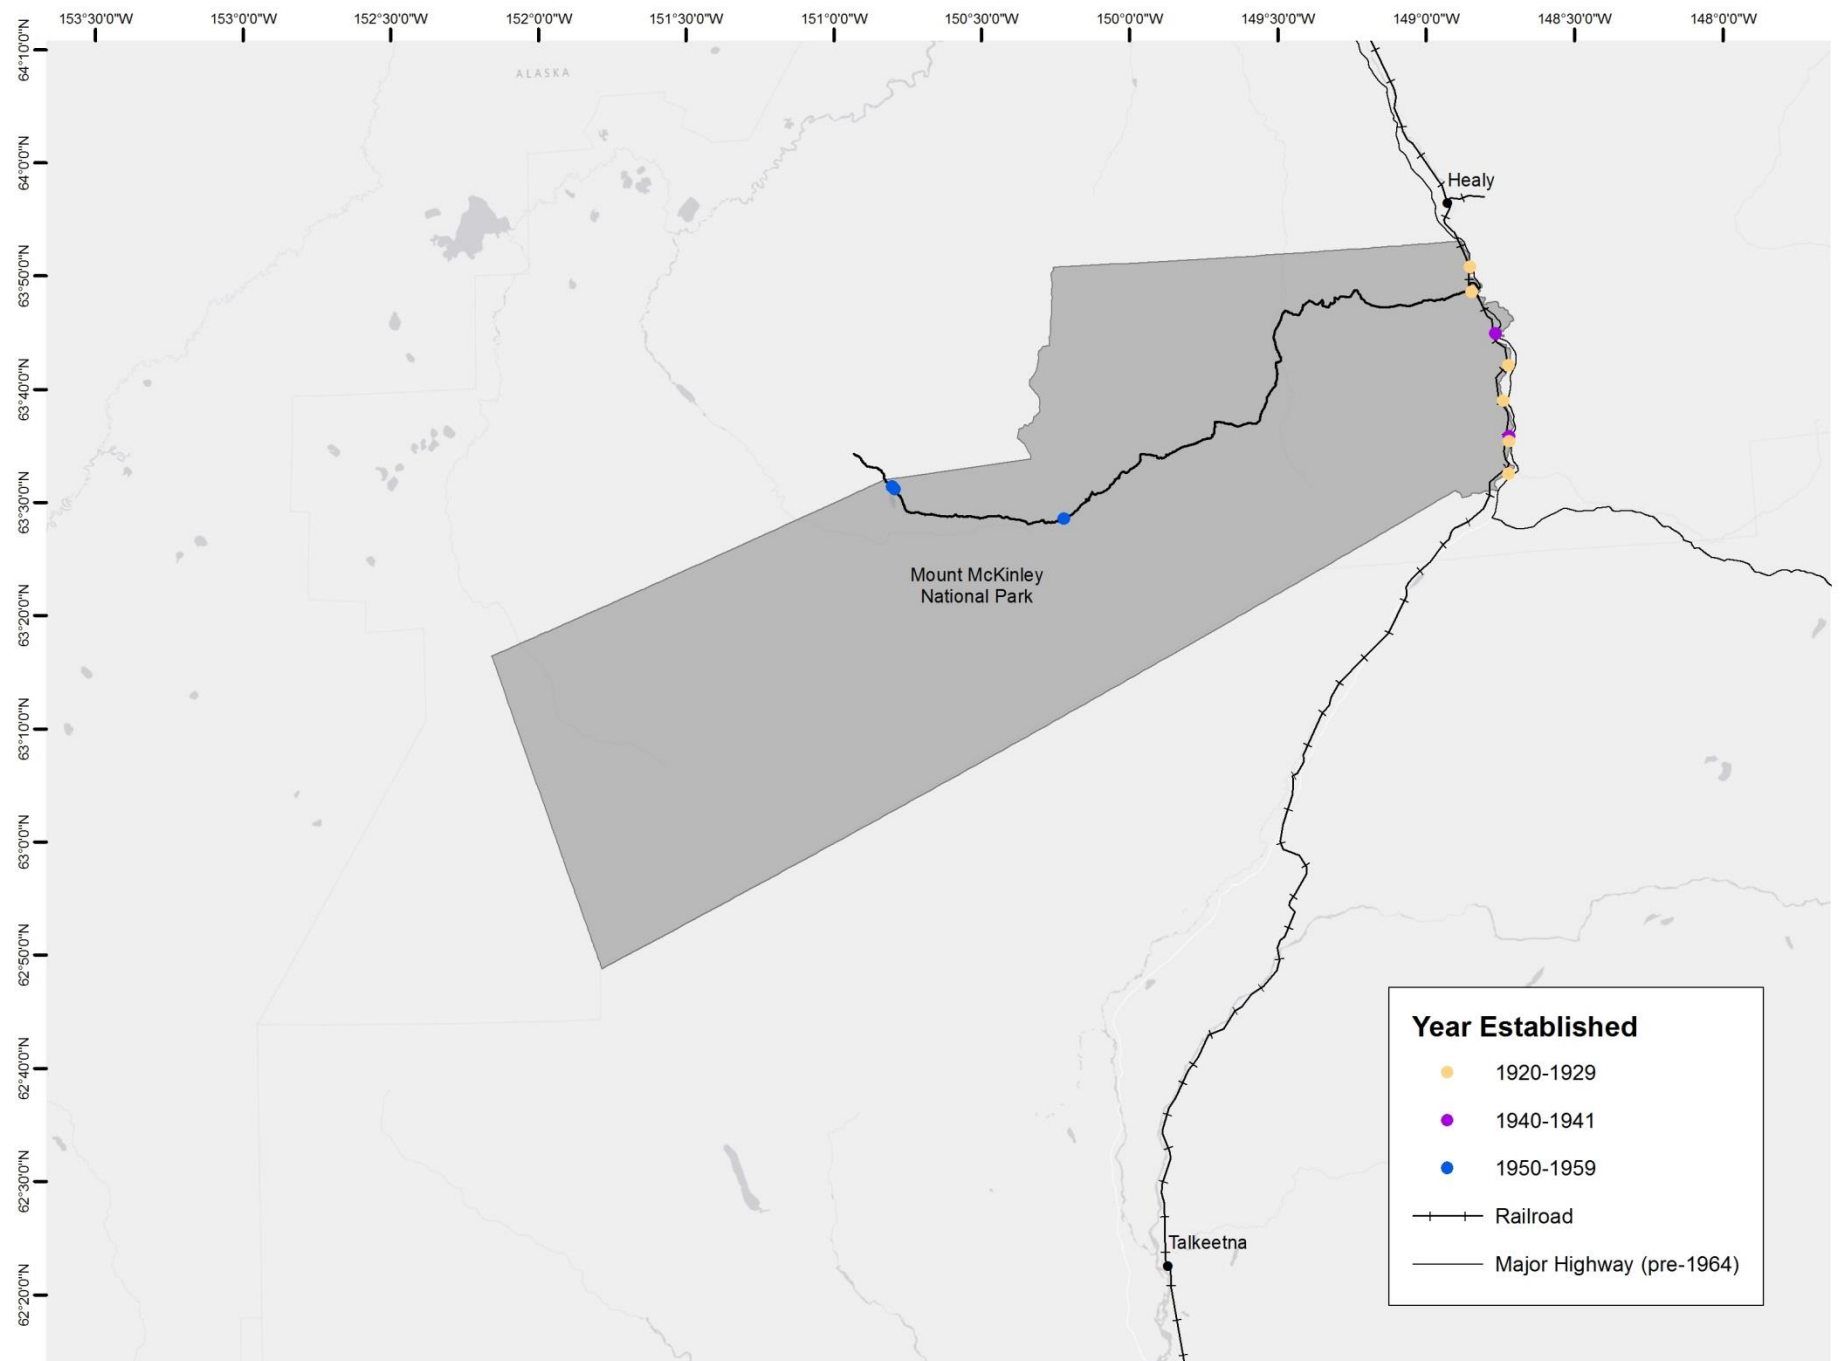 153°30'0"W 153°0'0"W 152°30'0"W 152°0'0"W 151°30'0"W 151°0'0"W 150°30'0"W 150°0'0"W 149°30'0"W 149°0'0"W 148°30'0"W 148°0'0"W
64°10'0"N
ALASKA
64°0'0"N
Healy
63°50'0"N
63°40'0"N
63°30'0"N
Mount McKinley
National Park
63°20'0"N
63°10'0"N
63°0'0"N
62°50'0"N
62°40'0"N
62°30'0"N
Talkeetna
62°20'0"N
Year Established
1920-1929
1940-1941
1950-1959
Railroad
Major Highway (pre-1964)